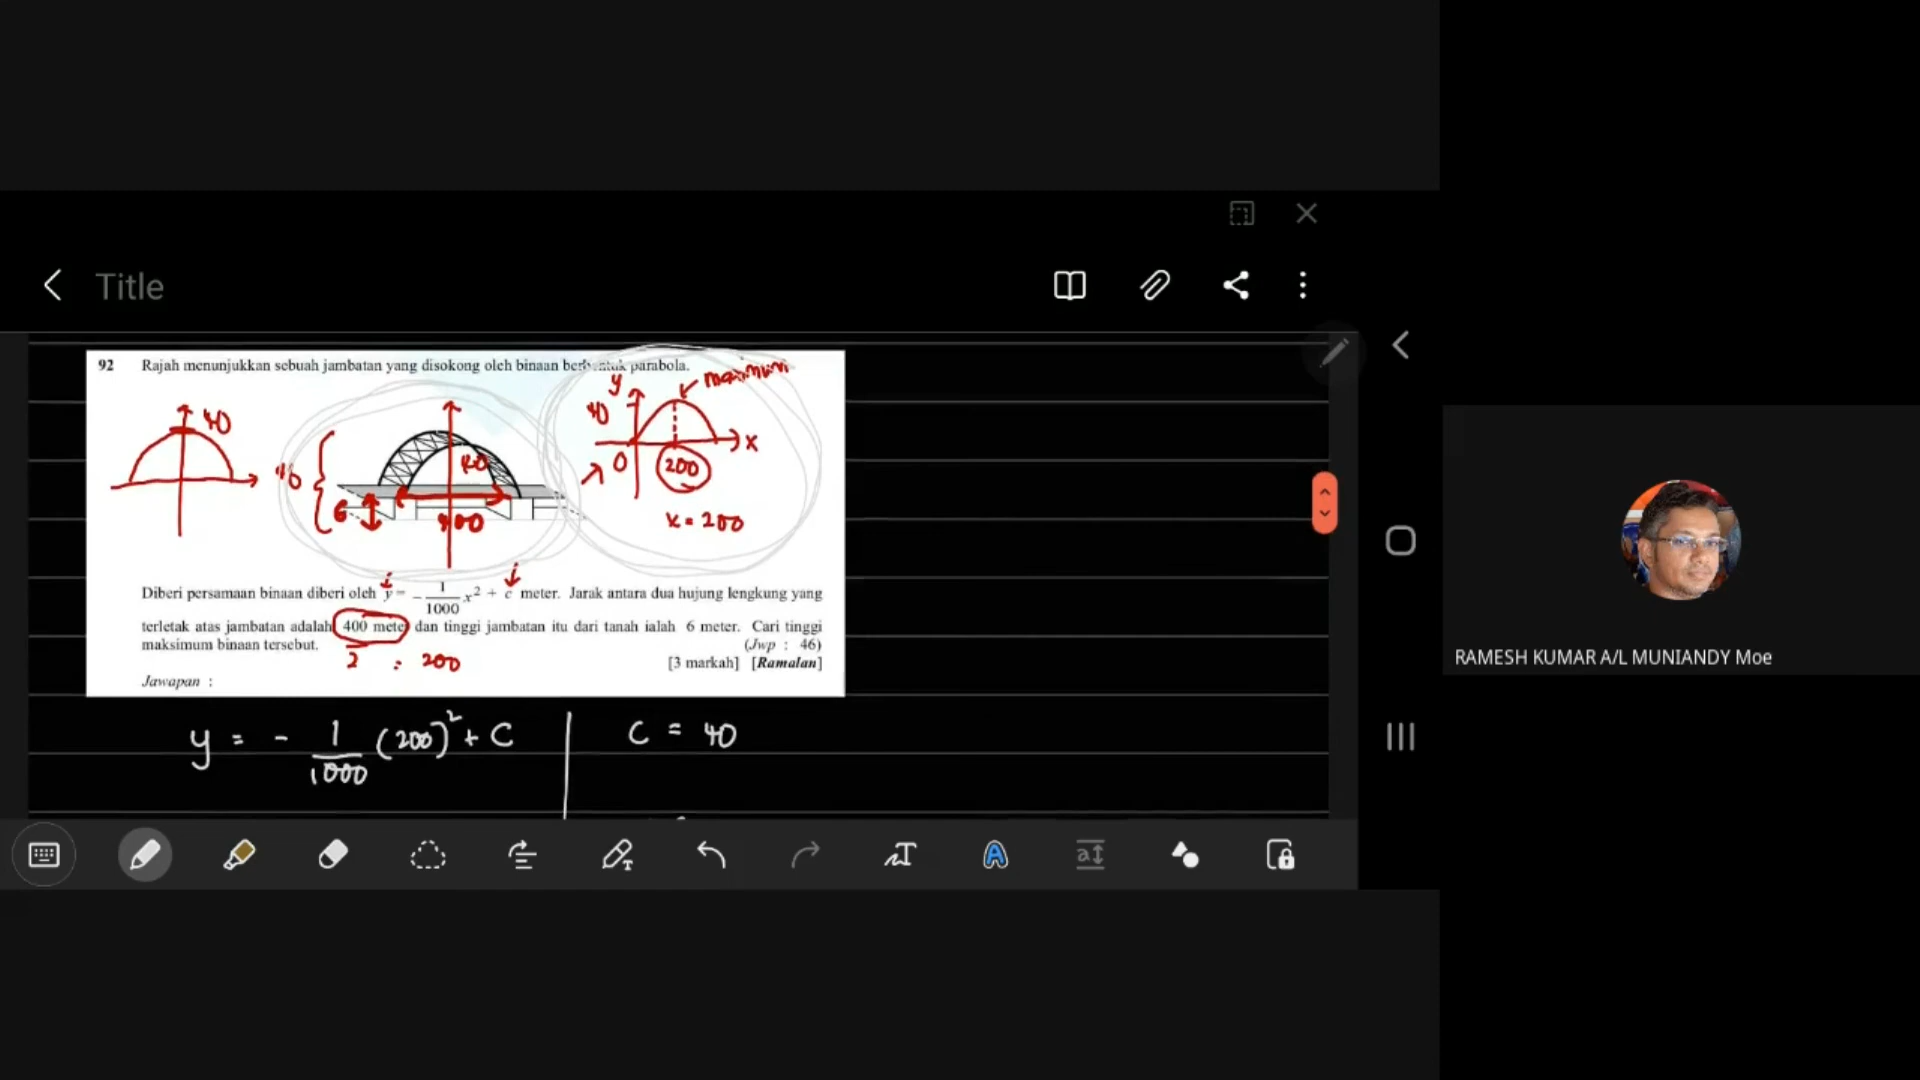 Title
92 Rajah menunjukkan sebuah jambatan yang disokong oleh binaan berbentuk parabola.
maximum
y
40
40
x
0
200
x = 200
46
40
6
400
Diberi persamaan binaan diberi oleh y = - 1/1000 x² + c meter. Jarak antara dua hujung lengkung yang
terletak atas jambatan adalah 400 meter dan tinggi jambatan itu dari tanah ialah 6 meter. Cari tinggi
maksimum binaan tersebut. (Jwp : 46)
2 = 200
[3 markah] [Ramalan]
Jawapan :
y = - 1/1000 (200)² + C
C = 40
RAMESH KUMAR A/L MUNIANDY Moe